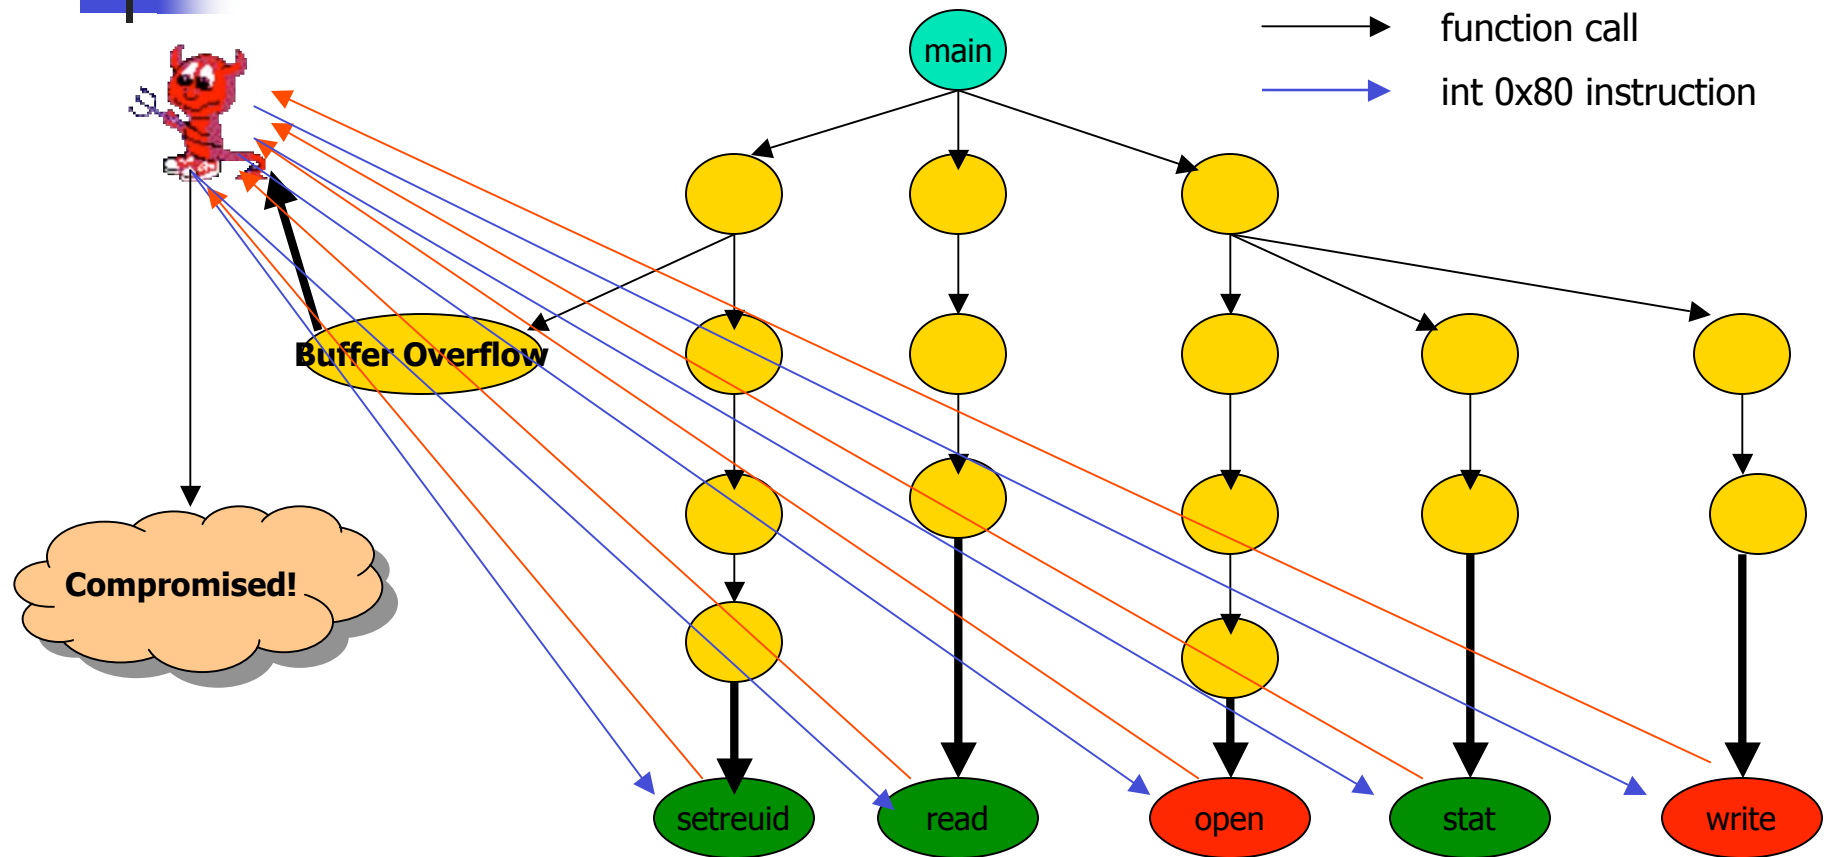 function call
main
int 0x80 instruction
Buffer Overflow
Compromised!
setreuid
read
open
stat
write